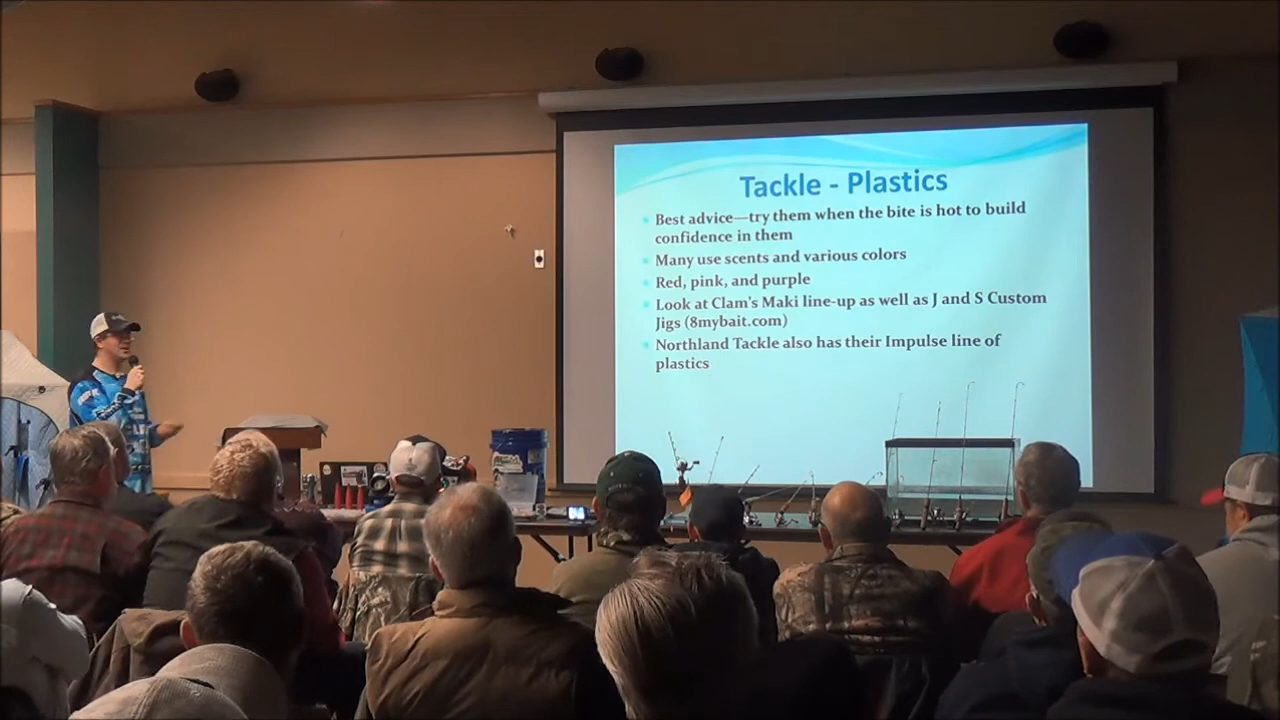 Tackle - Plastics
Best advice—try them when the bite is hot to build
confidence in them
Many use scents and various colors
Red, pink, and purple
Look at Clam's Maki line-up as well as J and S Custom
Jigs (8mybait.com)
Northland Tackle also has their Impulse line of
plastics